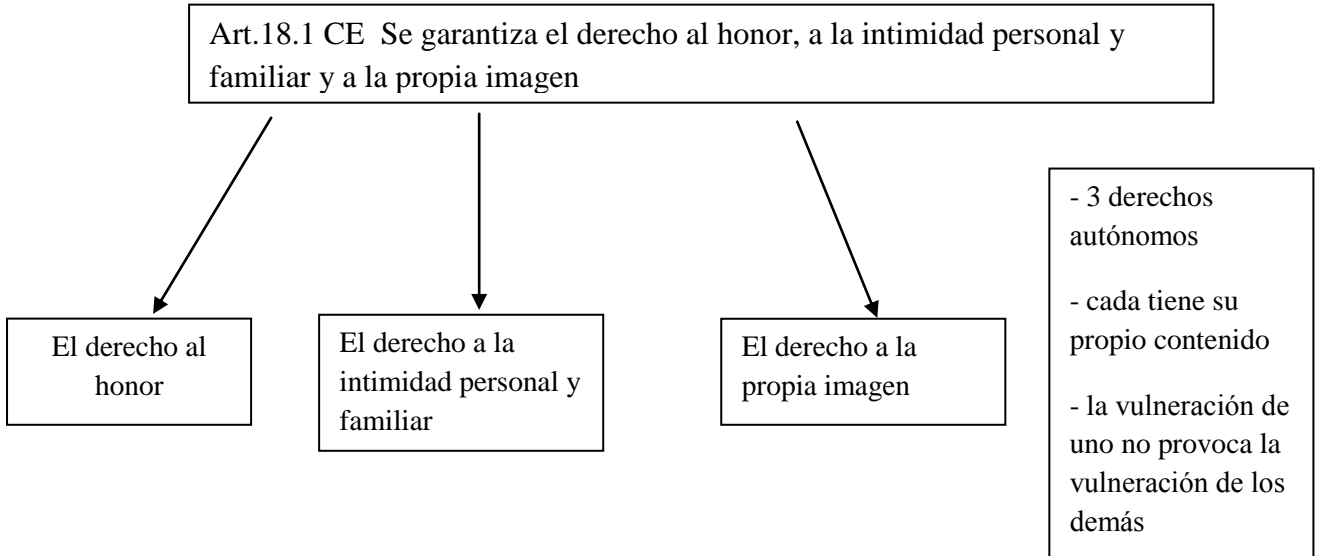 Art.18.1 CE Se garantiza el derecho al honor, a la intimidad personal y
familiar y a la propia imagen
El derecho al
honor
El derecho a la
intimidad personal y
familiar
El derecho a la
propia imagen
- 3 derechos
autónomos
- cada tiene su
propio contenido
- la vulneración de
uno no provoca la
vulneración de los
demás